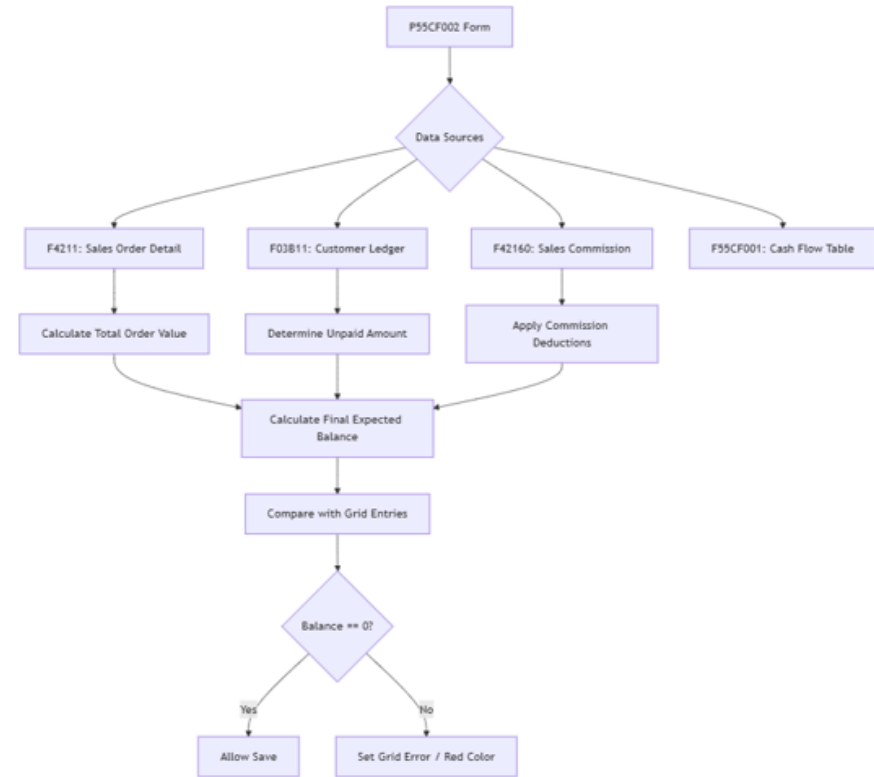 P55CF002 Form
Data Sources
F4211: Sales Order Detail
F03B11: Customer Ledger
F42160: Sales Commission
F55CF001: Cash Flow Table
Calculate Total Order Value
Determine Unpaid Amount
Apply Commission
Deductions
Calculate Final Expected
Balance
Compare with Grid Entries
Balance == 0?
Yes
No
Allow Save
Set Grid Error / Red Color